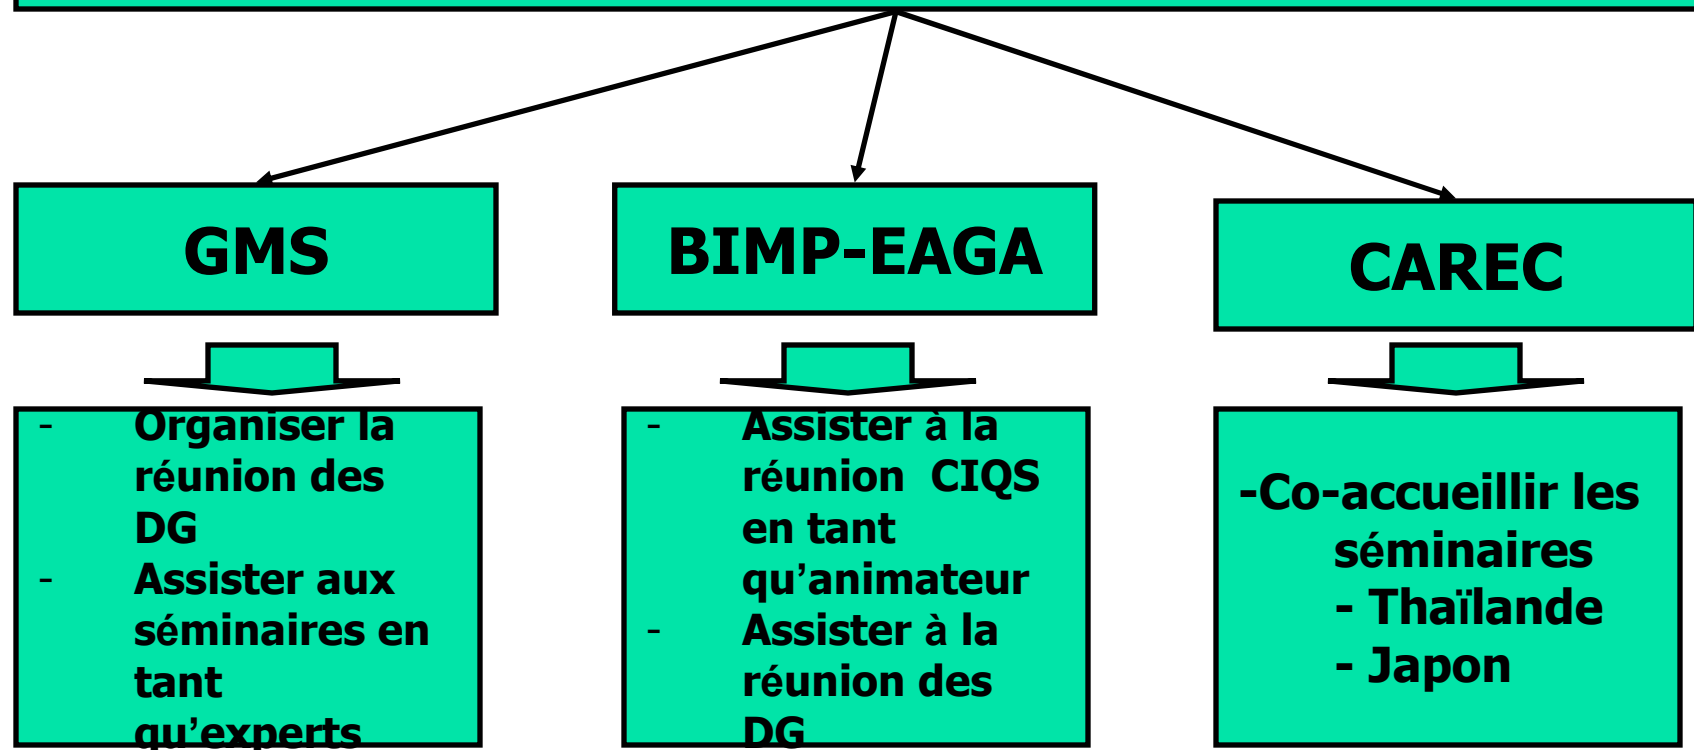 GMS
BIMP-EAGA
CAREC
- Organiser la
réunion des
DG
- Assister aux
séminaires en
tant
qu’experts
- Assister à la
réunion  CIQS
en tant
qu’animateur
- Assister à la
réunion des
DG
-Co-accueillir les
séminaires
- Thaïlande
- Japon